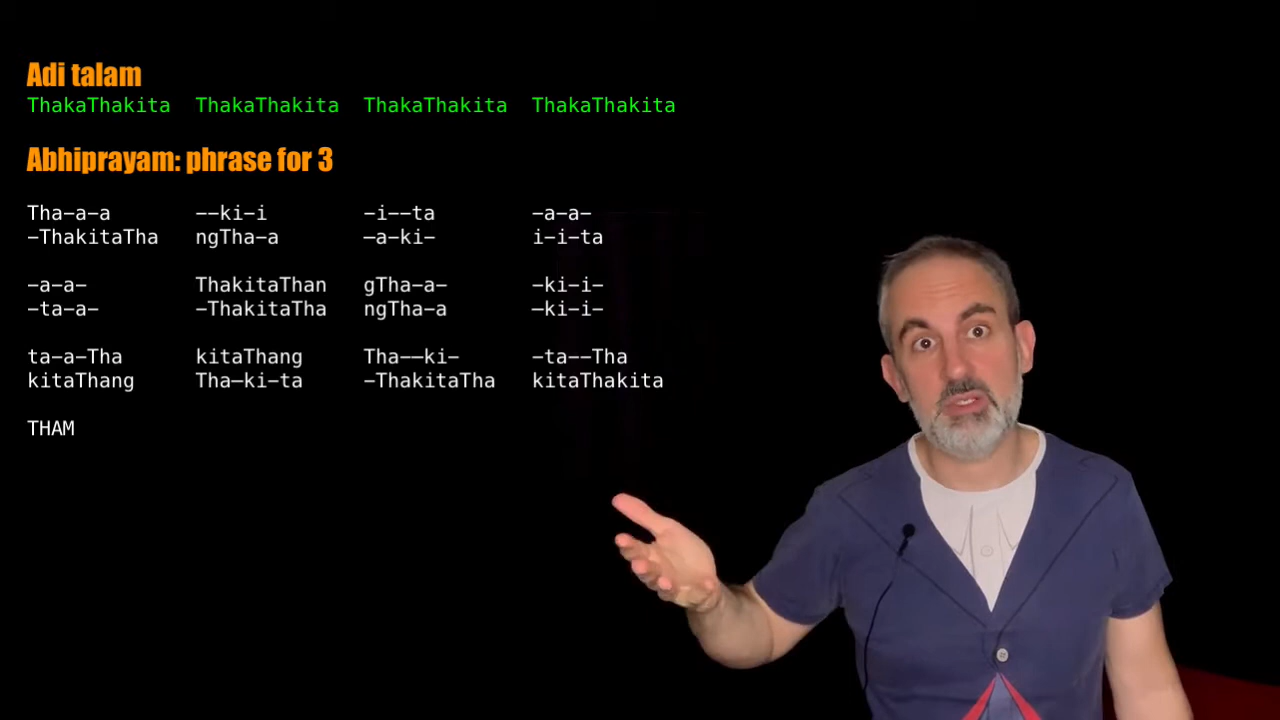 Adi talam
ThakaThakita ThakaThakita ThakaThakita ThakaThakita
Abhiprayam: phrase for 3
Tha-a-a --ki-i -i--ta -a-a-
-ThakitaTha ngTha-a —a-ki- i-i-ta
-a-a- ThakitaThan gTha-a- -ki-i-
-ta-a- -ThakitaTha ngTha-a —ki-i-
ta-a-Tha kitaThang Tha——ki- -ta--Tha
kitaThang Tha—ki-ta -ThakitaTha kitaThakita
THAM